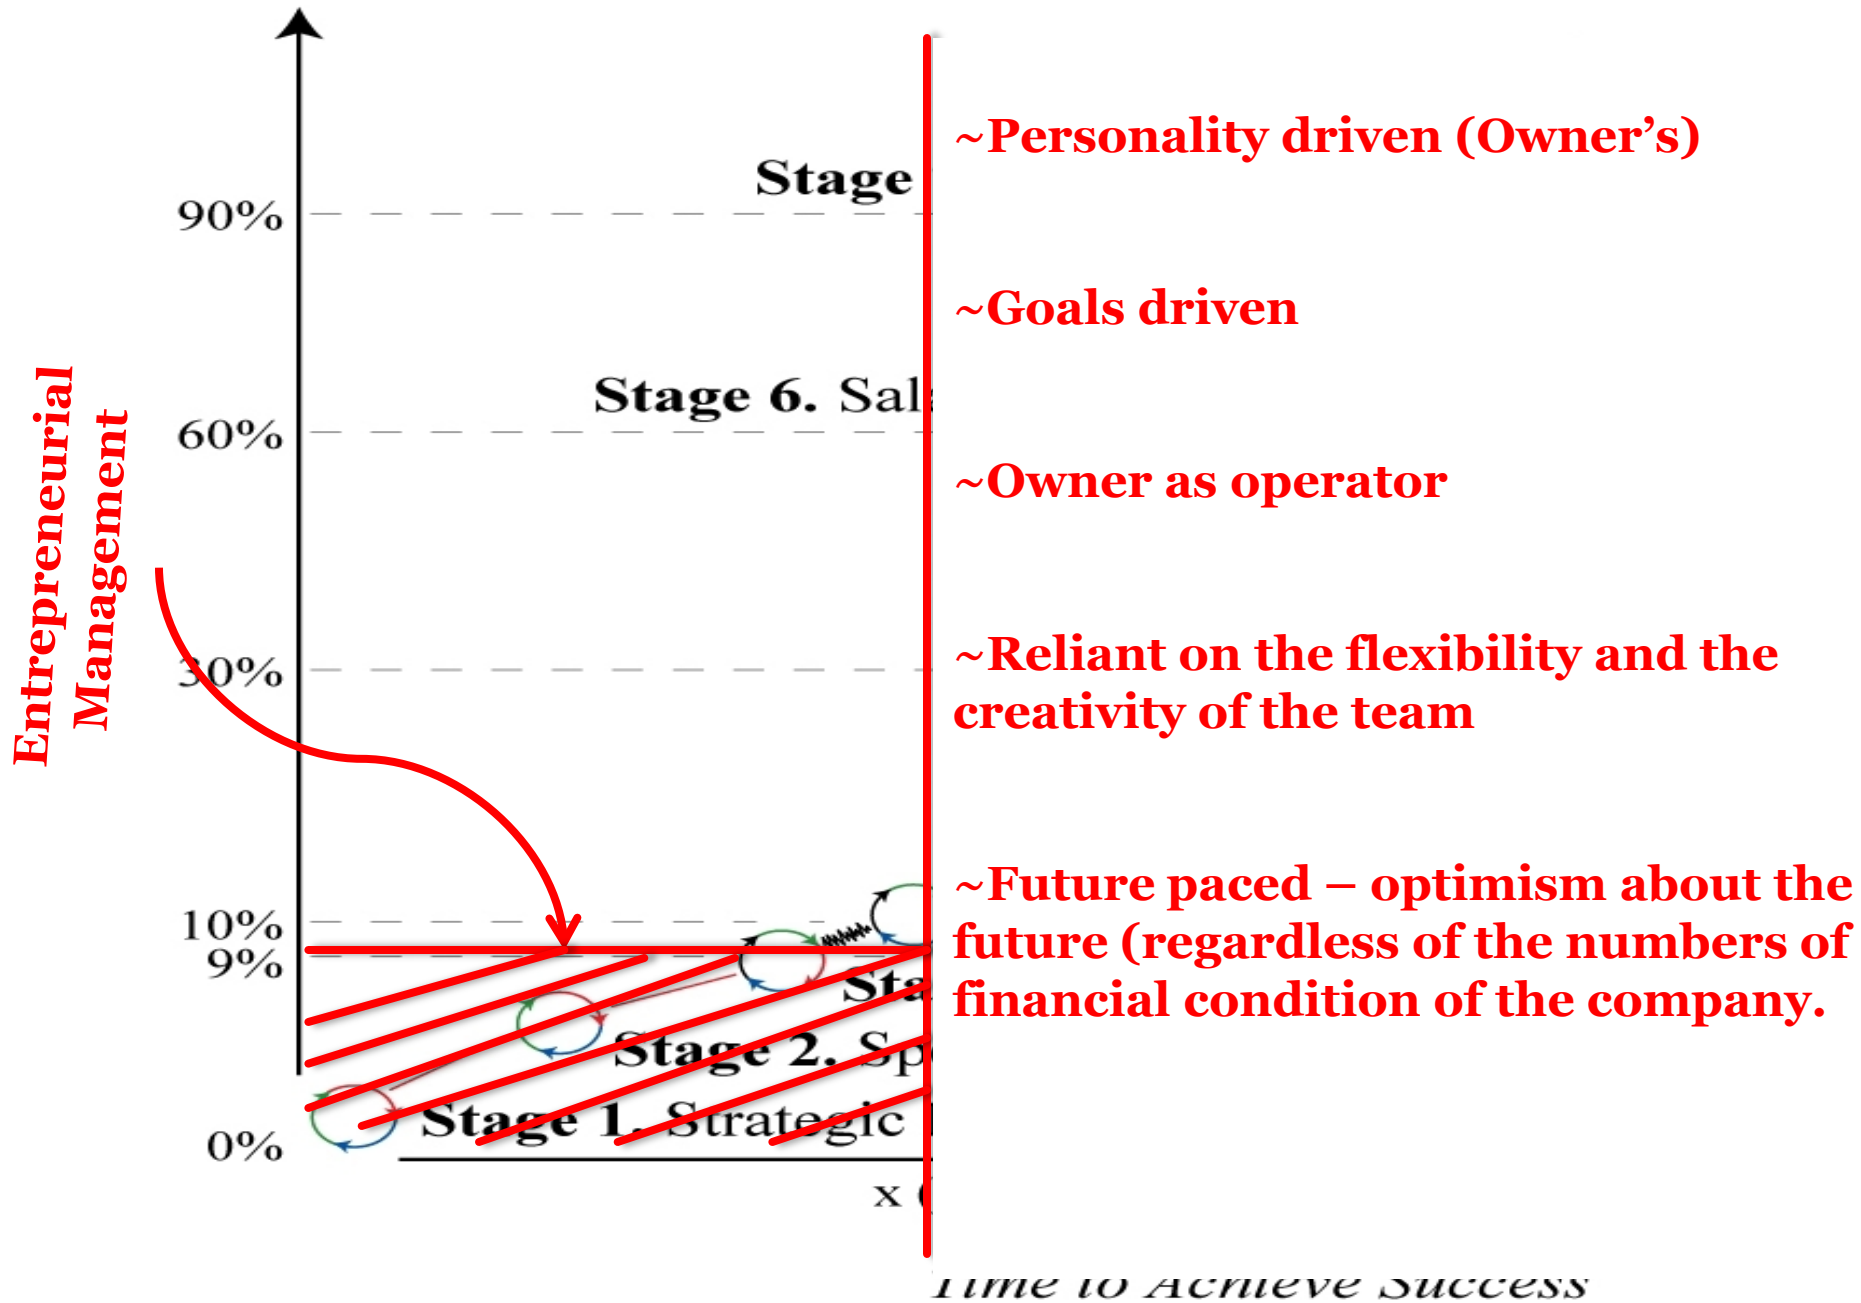 ~Personality driven (Owner’s)
Stage
90%
~Goals driven
Entrepreneurial
Management
Stage 6.
60%
~Owner as operator
30%
~Reliant on the flexibility and the
creativity of the team
~Future paced – optimism about the
future (regardless of the numbers of
financial condition of the company.
10%
9%
Stage 2.
Stage 1. Strategic
0%
x
Time to Achieve Success